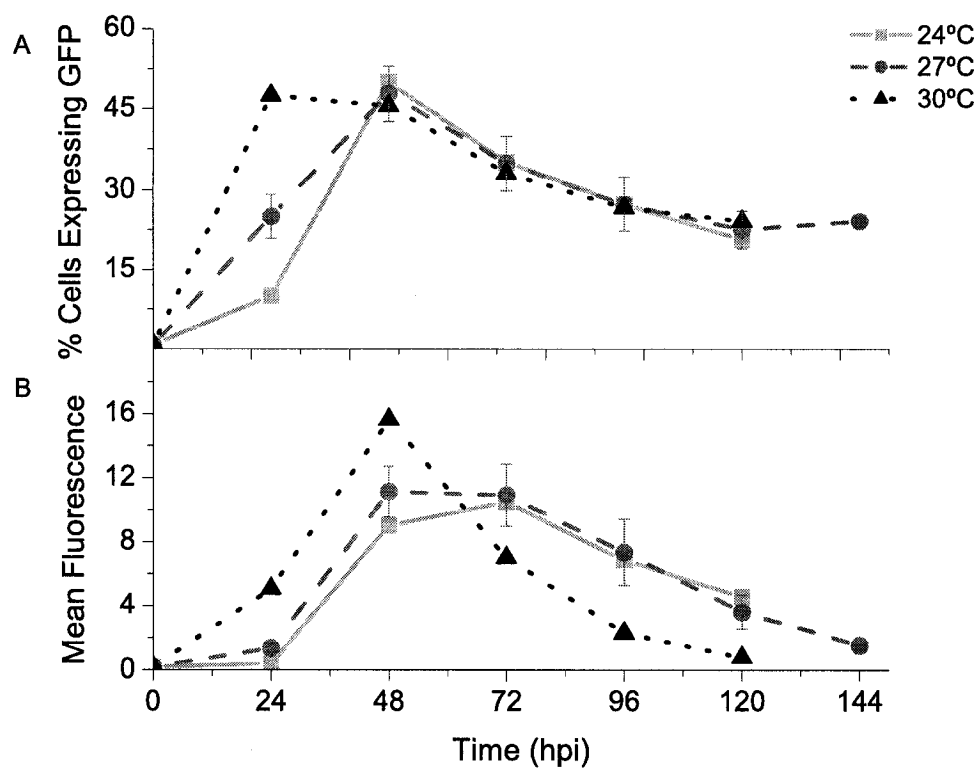 A
% Cells Expressing GFP
60
45
30
15
24ºC
27ºC
30ºC
B
Mean Fluorescence
16
12
8
4
0
0 24 48 72 96 120 144
Time (hpi)